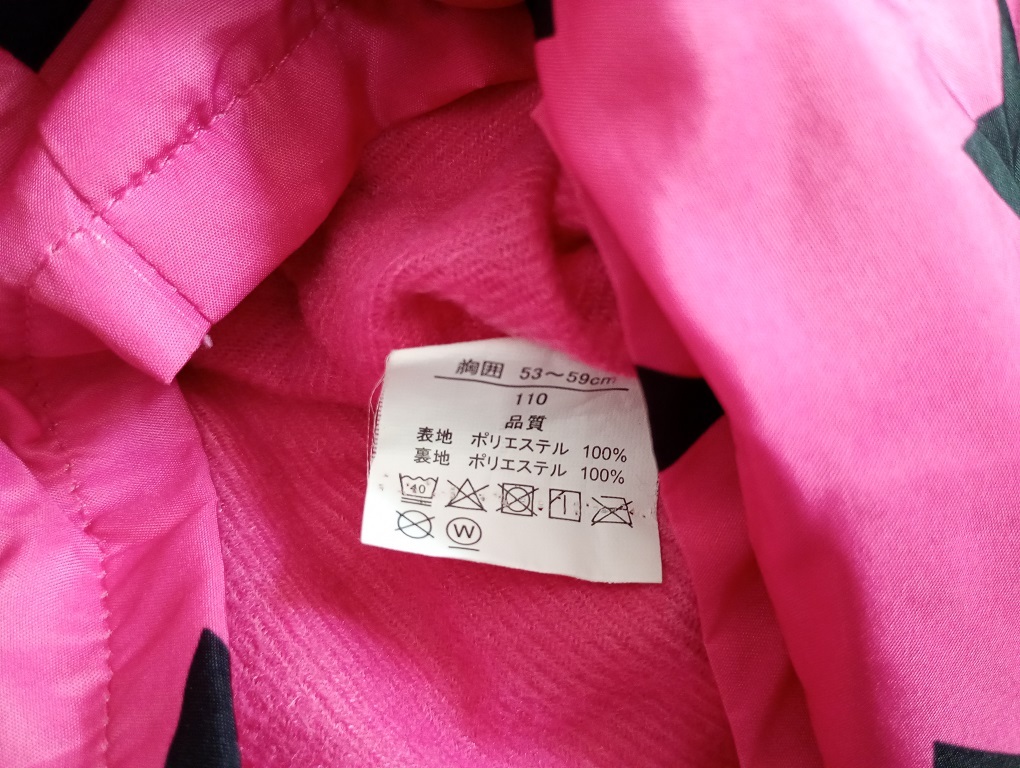 胸囲 53～59cm
110
品質
表地 ポリエステル 100%
裏地 ポリエステル 100%
40
W